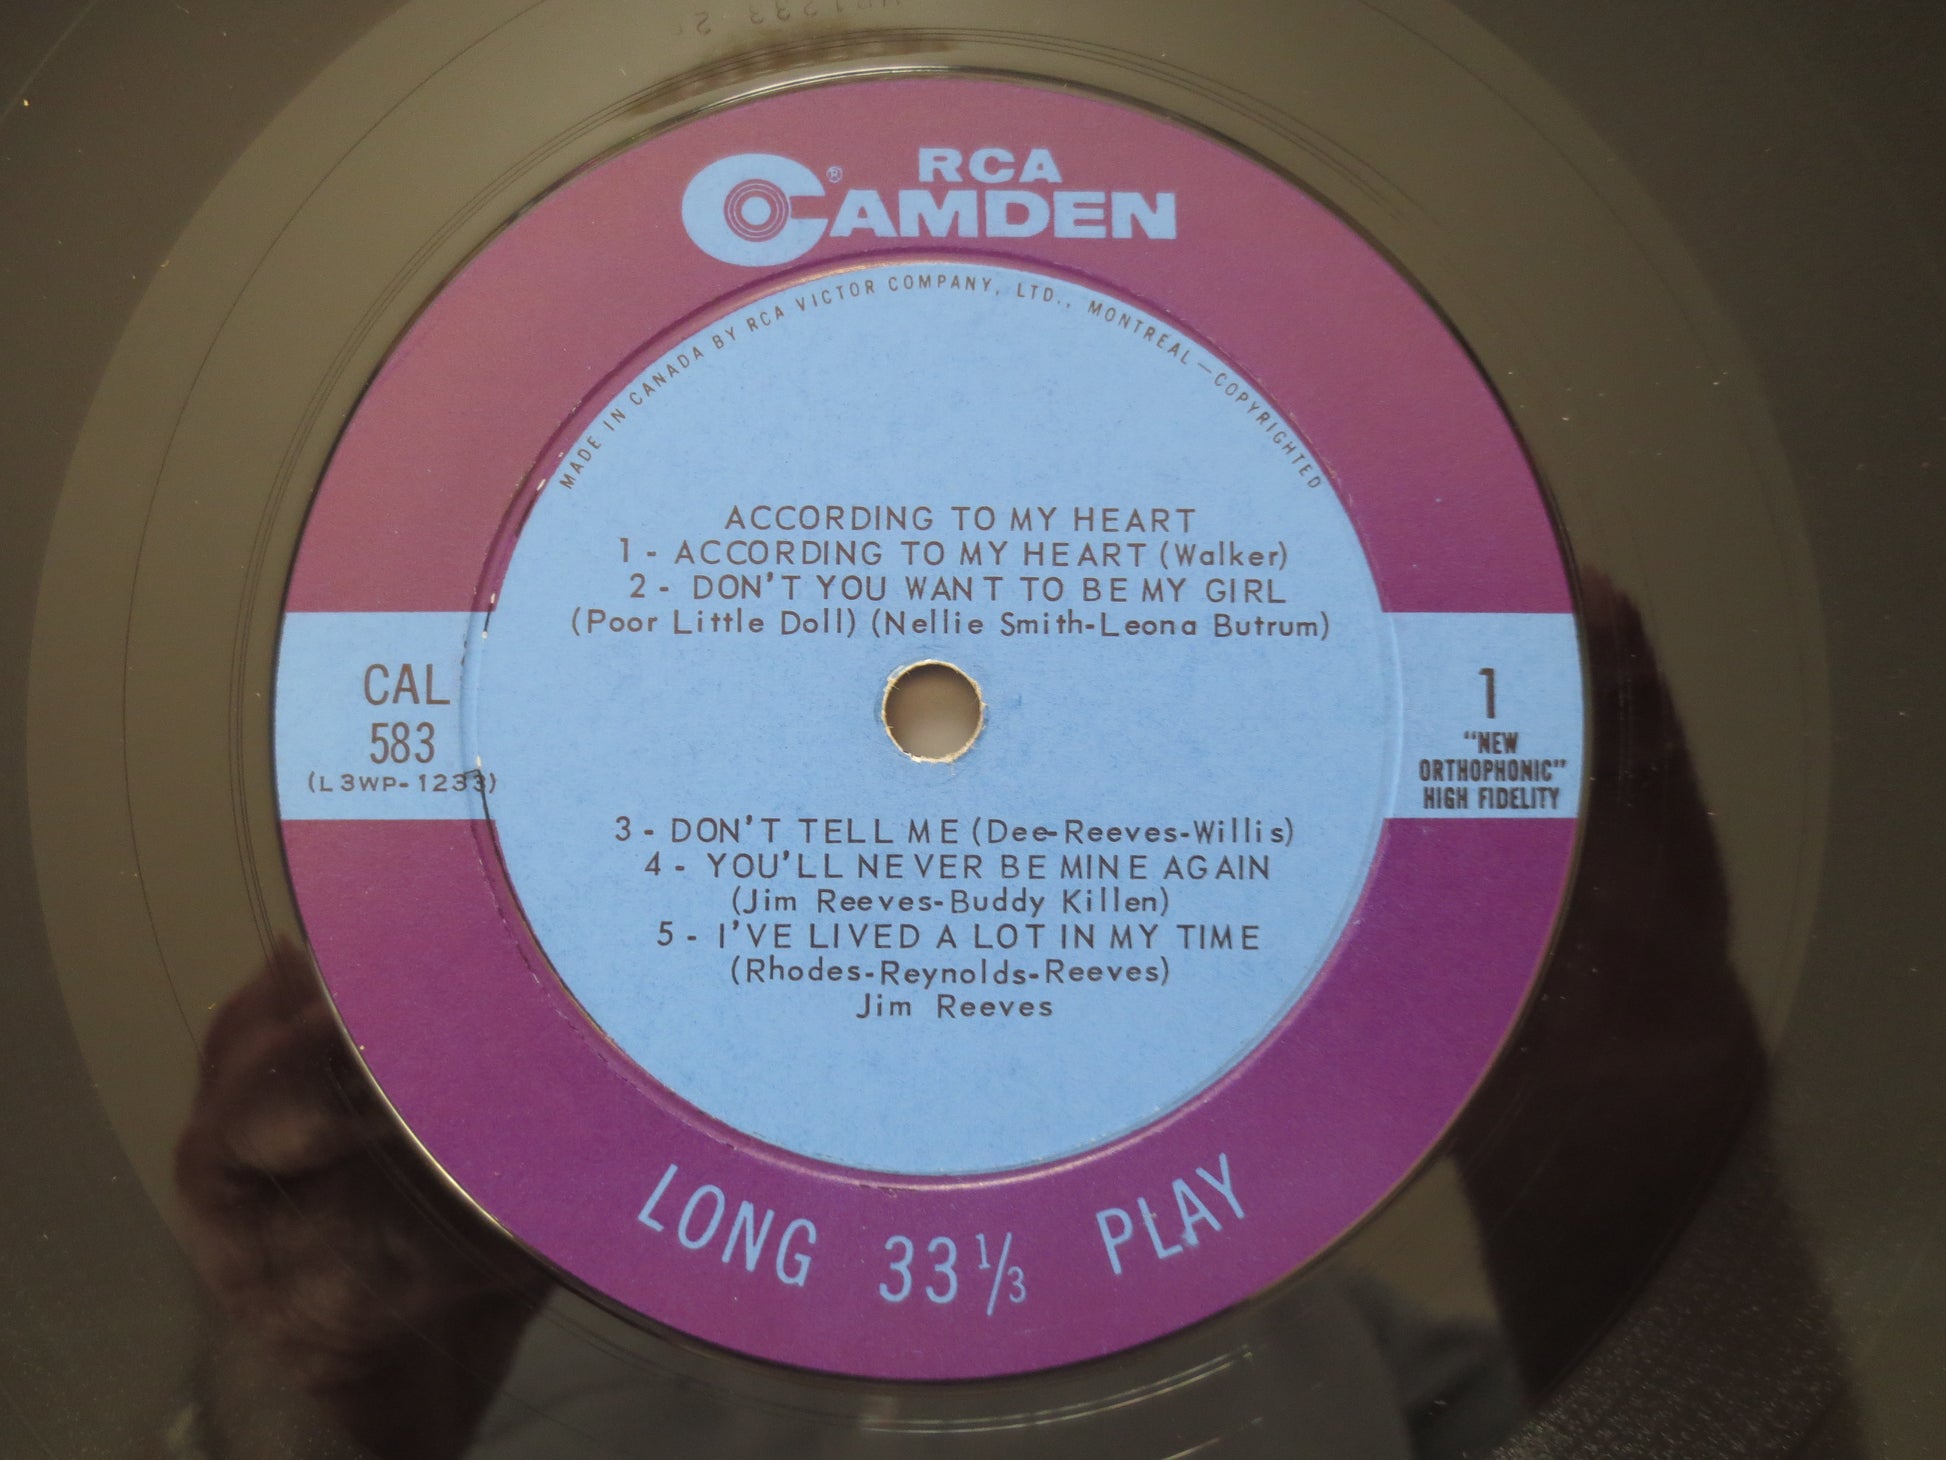 RCA
CAMDEN®
MADE IN CANADA BY RCA VICTOR COMPANY, LTD., MONTREAL—COPYRIGHTED
ACCORDING TO MY HEART
1 - ACCORDING TO MY HEART (Walker)
2 - DON'T YOU WANT TO BE MY GIRL
(Poor Little Doll) (Nellie Smith-Leona Butrum)
CAL
583
(L3WP-1233)
1
"NEW
ORTHOPHONIC"
HIGH FIDELITY
3 - DON'T TELL ME (Dee-Reeves-Willis)
4 - YOU'LL NEVER BE MINE AGAIN
(Jim Reeves-Buddy Killen)
5 - I'VE LIVED A LOT IN MY TIME
(Rhodes-Reynolds-Reeves)
Jim Reeves
LONG 33⅓ PLAY